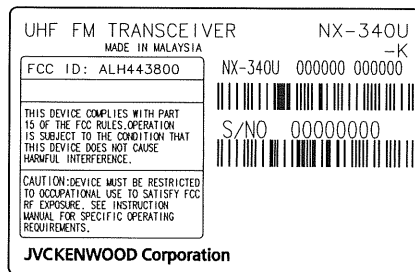 UHF FM TRANSCEIVER
NX-340U
-K
MADE IN MALAYSIA
FCC ID: ALH443800
NX-340U 000000 000000
THIS DEVICE COMPLIES WITH PART
15 OF THE FCC RULES.OPERATION
IS SUBJECT TO THE CONDITION THAT
THIS DEVICE DOES NOT CAUSE
HARMFUL INTERFERENCE.
S/NO 00000000
CAUTION:DEVICE MUST BE RESTRICTED
TO OCCUPATIONAL USE TO SATISFY FCC
RF EXPOSURE. SEE INSTRUCTION
MANUAL FOR SPECIFIC OPERATING
REQUIREMENTS.
JVCKENWOOD Corporation